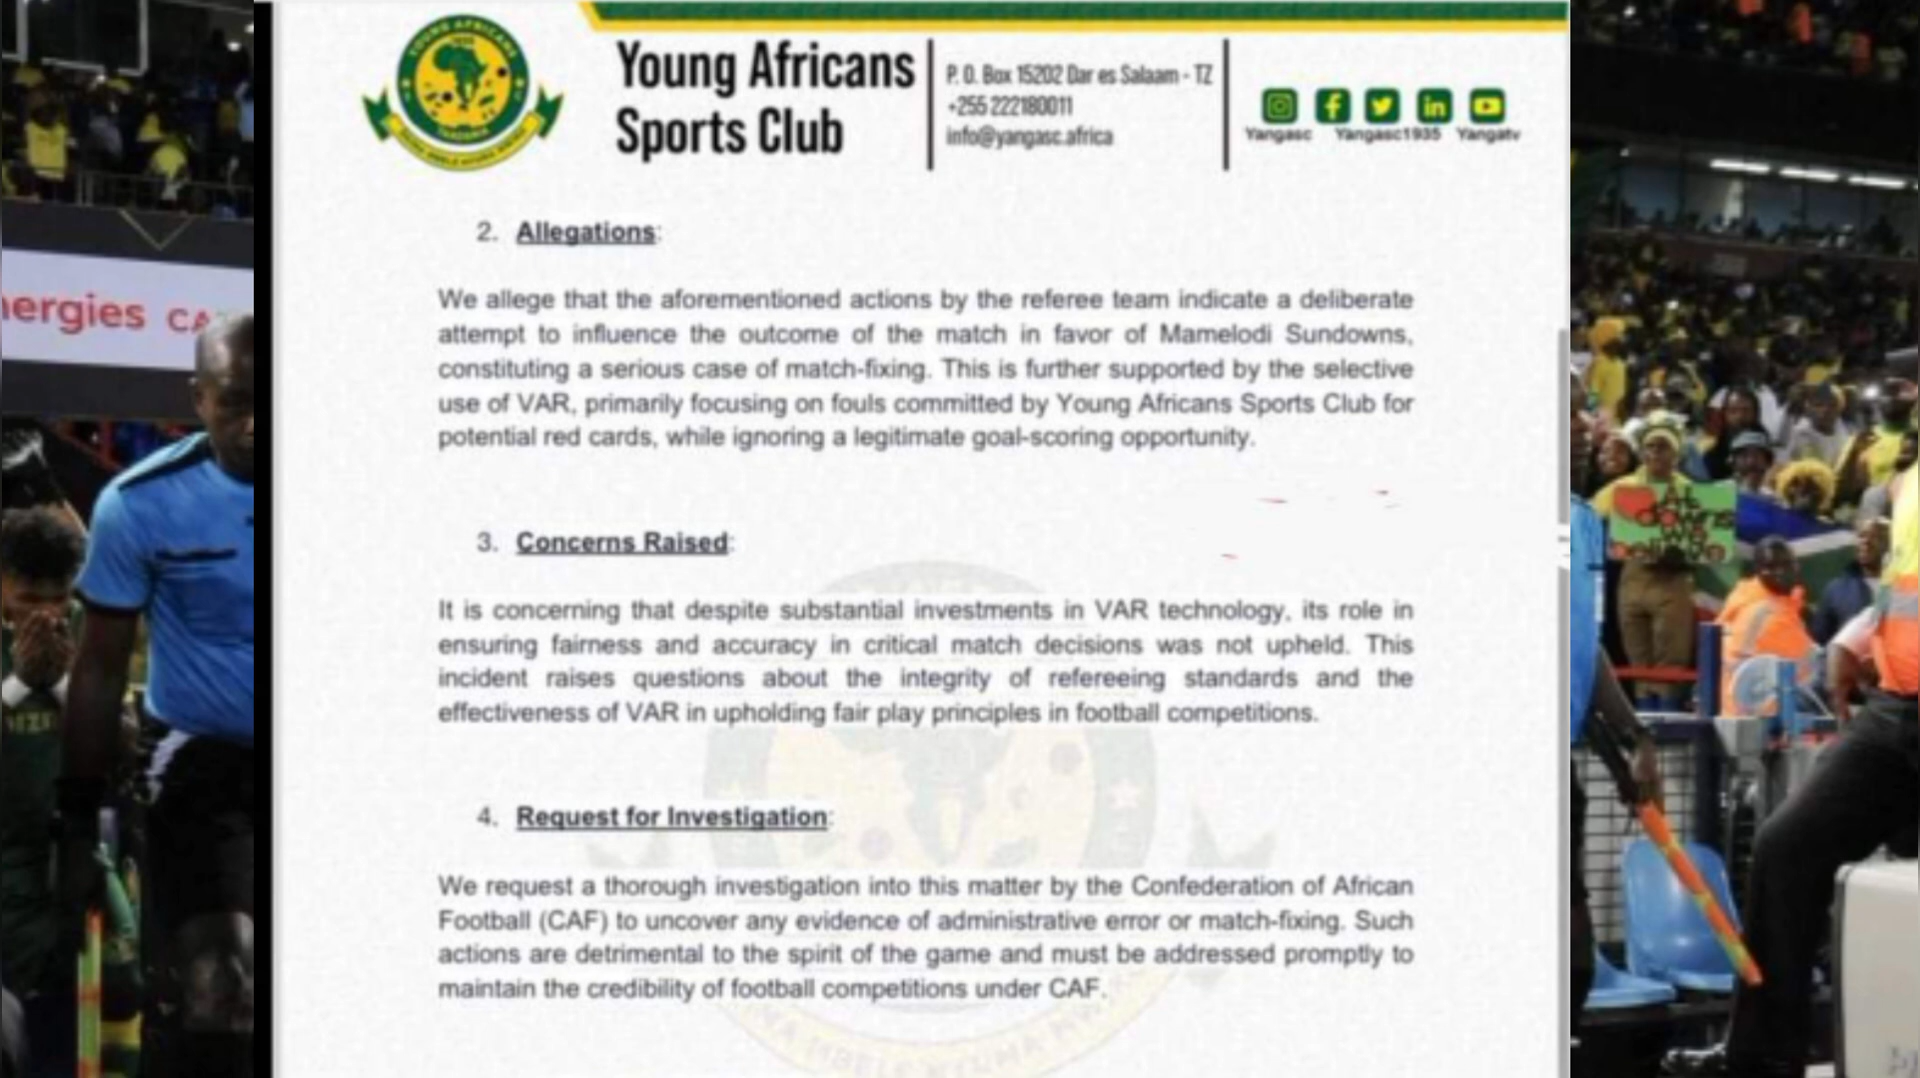 YOUNG AFRICANS
TANZANIA
Young Africans
Sports Club
P. O. Box 15202 Dar es Salaam - TZ
+255 222180011
info@yangasc.africa
Yangasc Yangasc1935 Yangatv
2. Allegations:
We allege that the aforementioned actions by the referee team indicate a deliberate
attempt to influence the outcome of the match in favor of Mamelodi Sundowns,
constituting a serious case of match-fixing. This is further supported by the selective
use of VAR, primarily focusing on fouls committed by Young Africans Sports Club for
potential red cards, while ignoring a legitimate goal-scoring opportunity.
3. Concerns Raised:
It is concerning that despite substantial investments in VAR technology, its role in
ensuring fairness and accuracy in critical match decisions was not upheld. This
incident raises questions about the integrity of refereeing standards and the
effectiveness of VAR in upholding fair play principles in football competitions.
4. Request for Investigation:
We request a thorough investigation into this matter by the Confederation of African
Football (CAF) to uncover any evidence of administrative error or match-fixing. Such
actions are detrimental to the spirit of the game and must be addressed promptly to
maintain the credibility of football competitions under CAF.
nergies CA